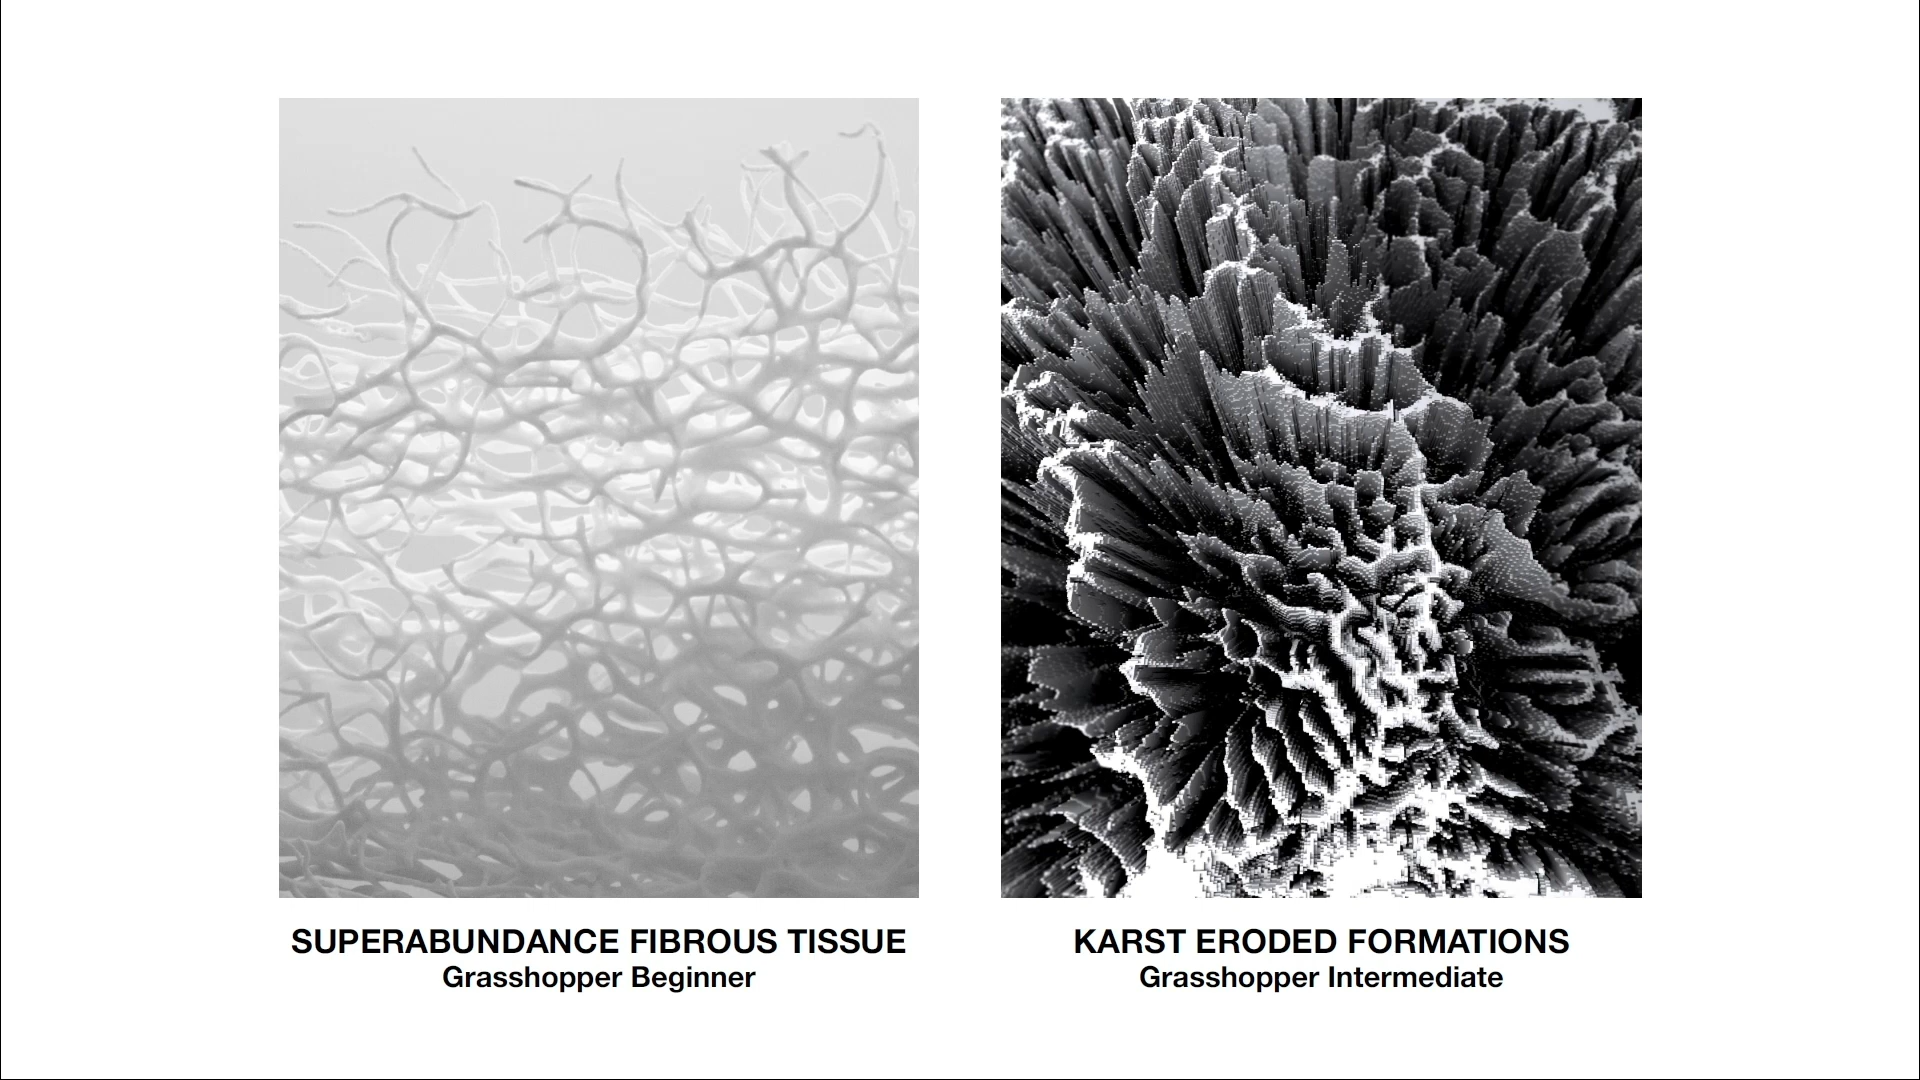 SUPERABUNDANCE FIBROUS TISSUE
Grasshopper Beginner
KARST ERODED FORMATIONS
Grasshopper Intermediate